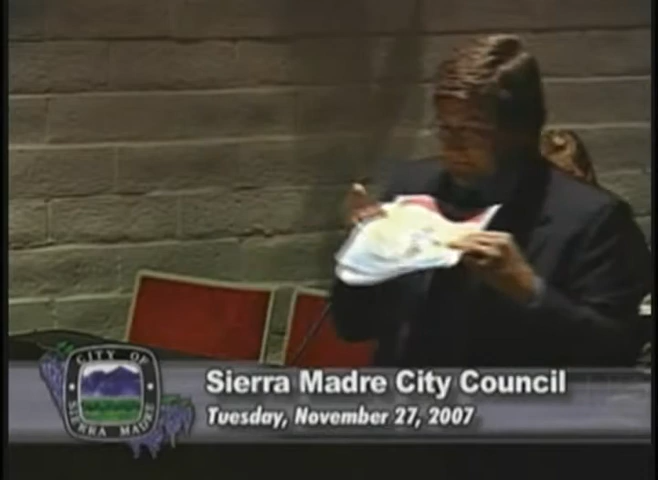 CITY OF
SIERRA MADRE
Sierra Madre City Council
Tuesday, November 27, 2007